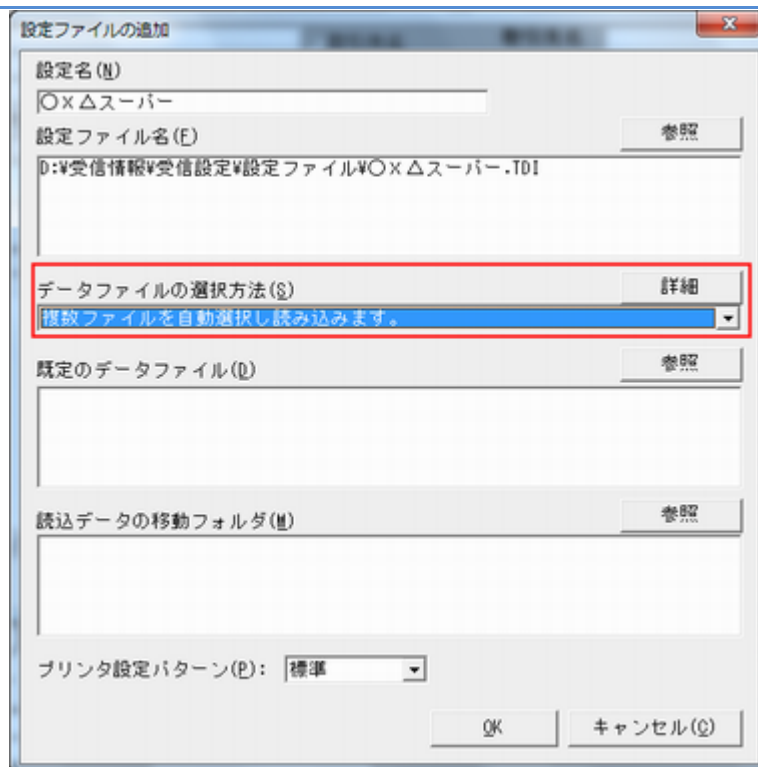 設定ファイルの追加
設定名(N)
〇×△スーパー
設定ファイル名(F)
参照
D:¥受信情報¥受信設定¥設定ファイル¥〇×△スーパー.TDI
データファイルの選択方法(S)
詳細
複数ファイルを自動選択し読み込みます。
既定のデータファイル(D)
参照
読込データの移動フォルダ(M)
参照
プリンタ設定パターン(P): 標準
OK
キャンセル(C)